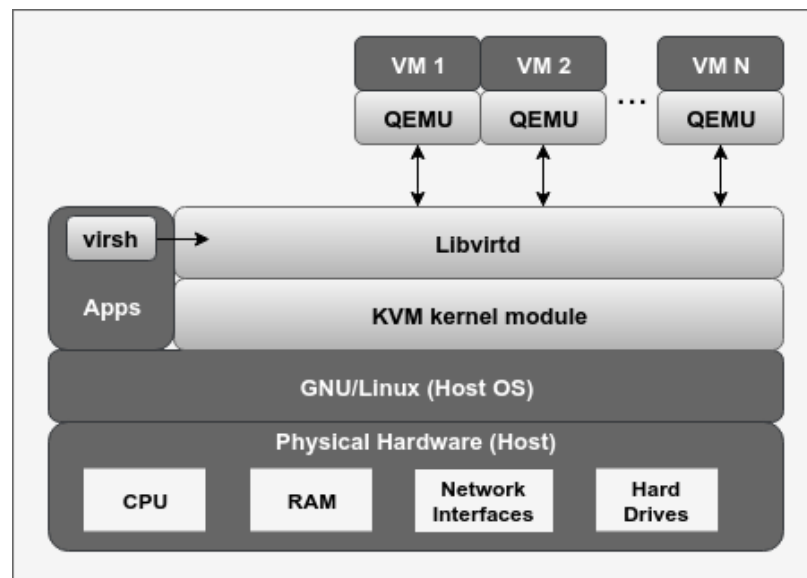 VM 1
VM 2
VM N
QEMU
QEMU
...
QEMU
virsh
Libvirtd
Apps
KVM kernel module
GNU/Linux (Host OS)
Physical Hardware (Host)
CPU
RAM
Network
Interfaces
Hard
Drives